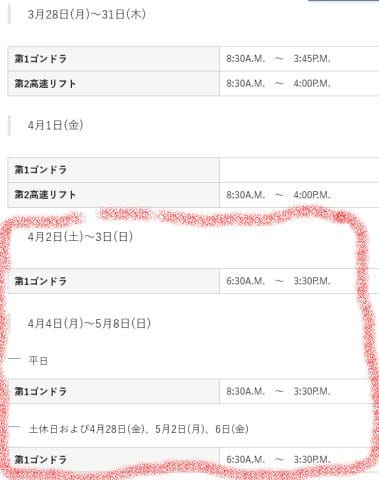 3月28日(月)～31日(木)
第1ゴンドラ 8:30A.M. ～ 3:45P.M.
第2高速リフト 8:30A.M. ～ 4:00P.M.
4月1日(金)
第1ゴンドラ
第2高速リフト 8:30A.M. ～ 4:00P.M.
4月2日(土)～3日(日)
第1ゴンドラ 6:30A.M. ～ 3:30P.M.
4月4日(月)～5月8日(日)
平日
第1ゴンドラ 8:30A.M. ～ 3:30P.M.
土休日および4月28日(金)、5月2日(月)、6日(金)
第1ゴンドラ 6:30A.M. ～ 3:30P.M.